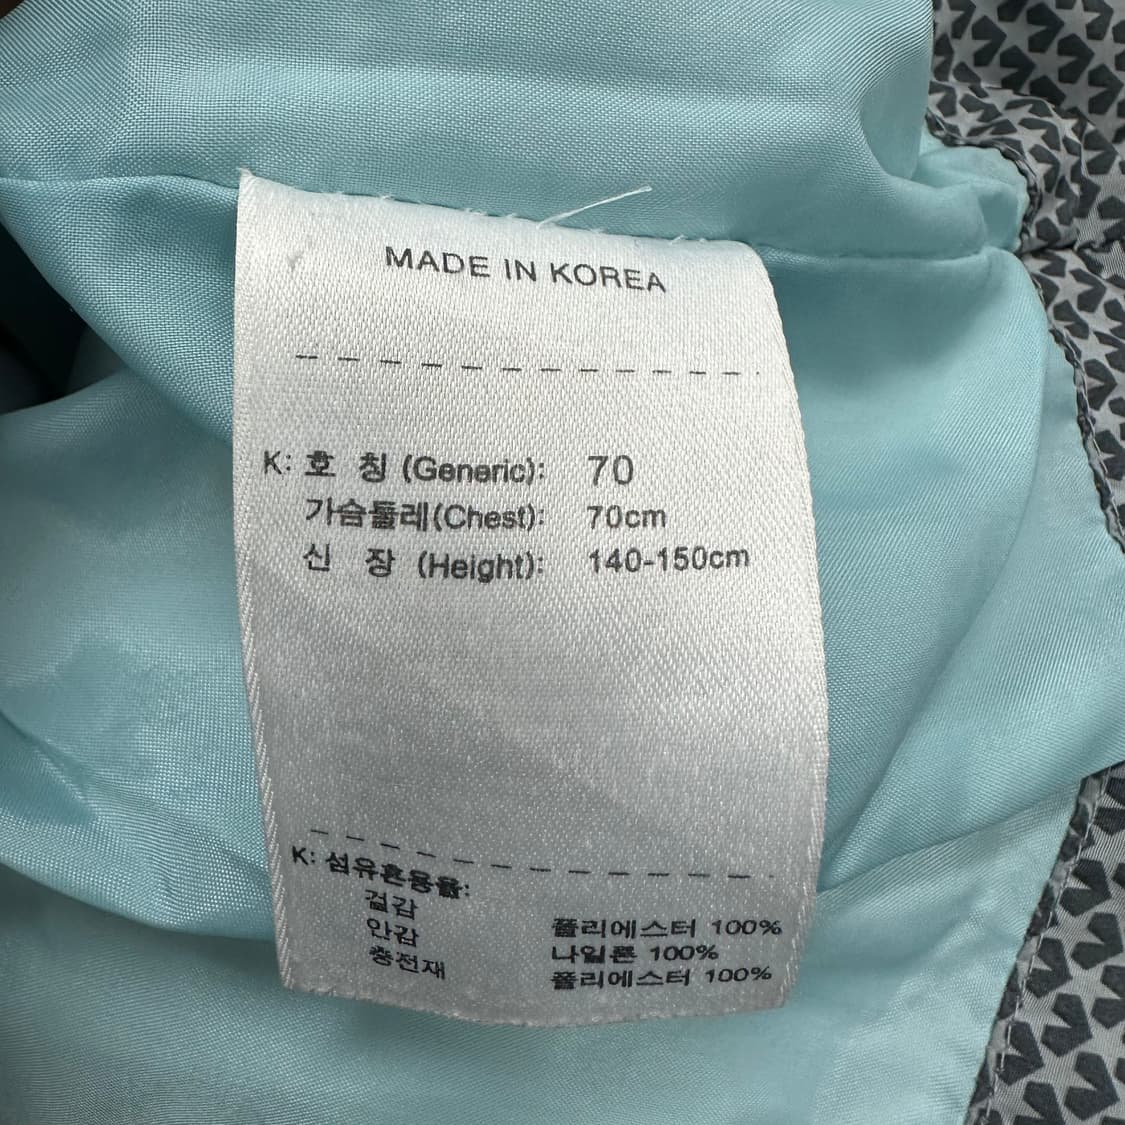 MADE IN KOREA
K: 호 칭 (Generic): 70
가슴둘레(Chest): 70cm
신 장 (Height): 140-150cm
K: 섬유혼용율:
겉감 폴리에스터 100%
안감 나일론 100%
충전재 폴리에스터 100%